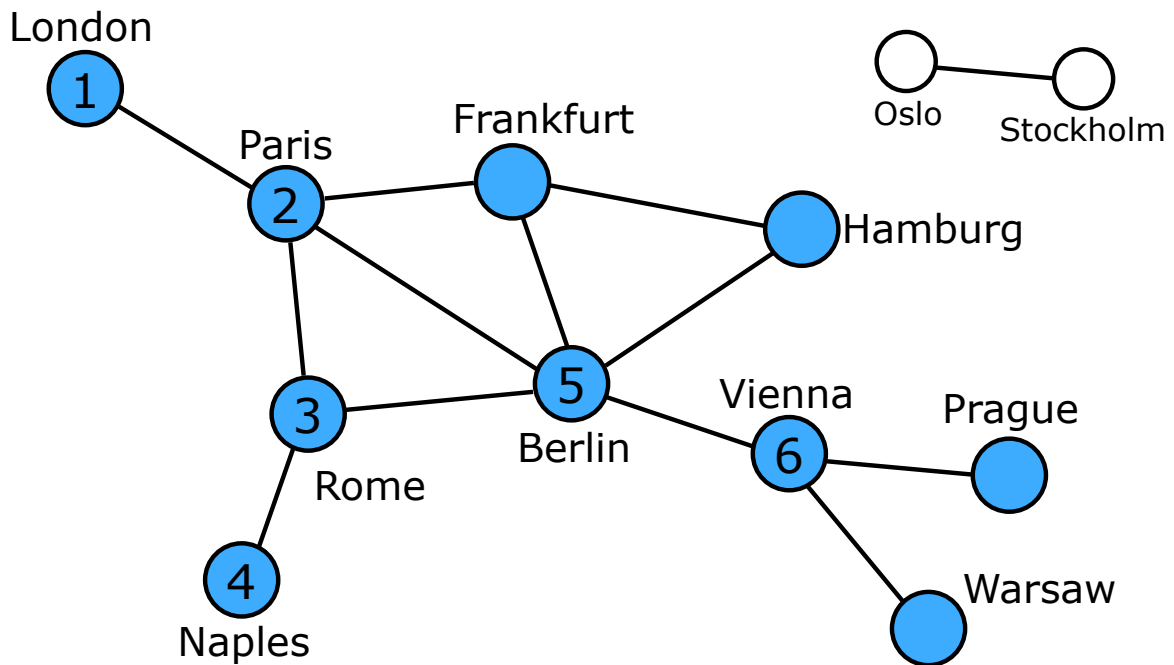 London
1
Paris
2
Frankfurt
Oslo
Stockholm
Hamburg
3
Rome
5
Berlin
Vienna
6
Prague
4
Naples
Warsaw